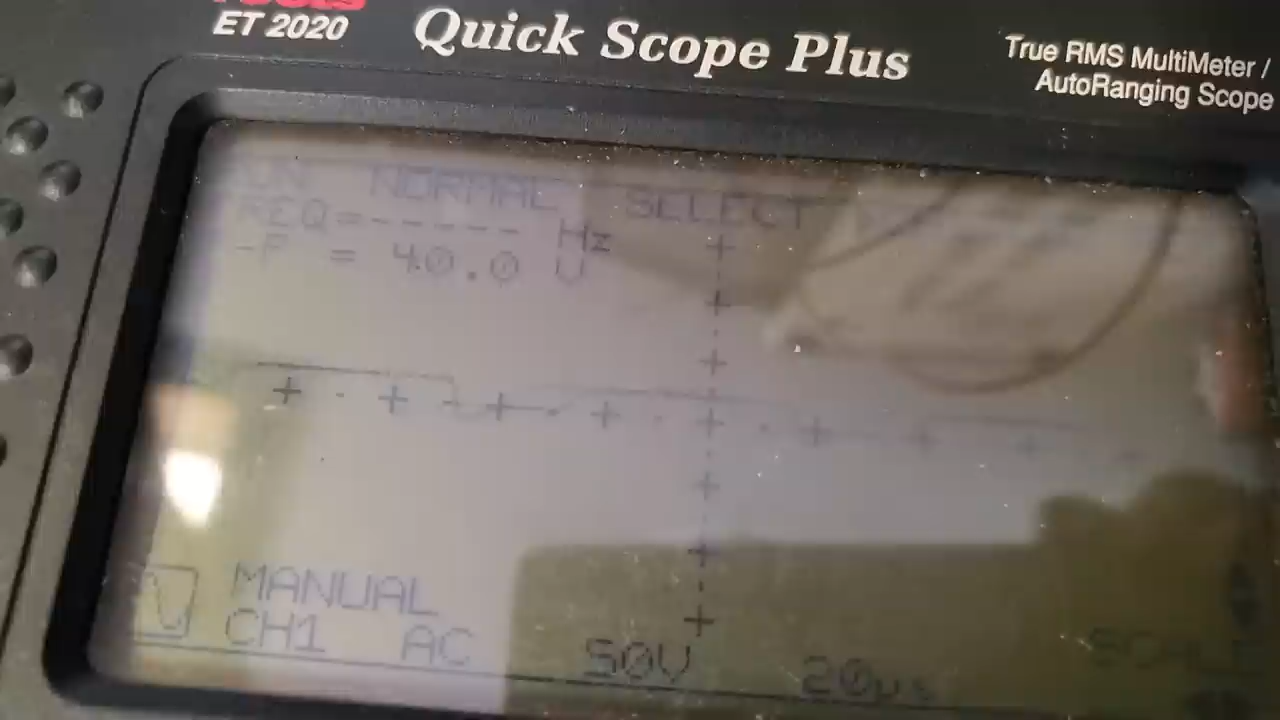 ET 2020
Quick Scope Plus
True RMS MultiMeter /
AutoRanging Scope
NORMAL SELECT
REQ=----- Hz
-P = 40.0 V
MANUAL
CH1 AC 50V 20µs